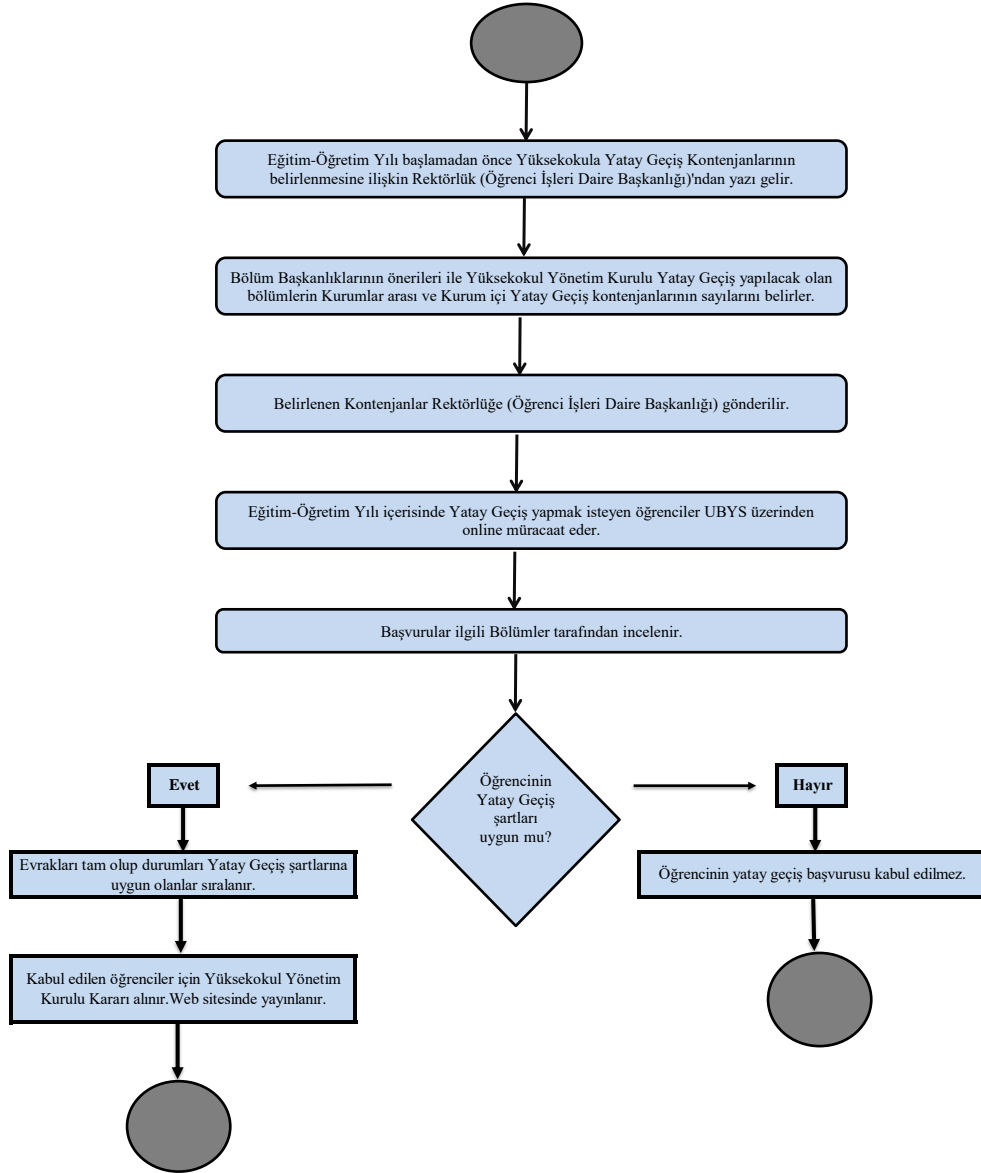 Eğitim-Öğretim Yılı başlamadan önce Yüksekokula Yatay Geçiş Kontenjanlarının
belirlenmesine ilişkin Rektörlük (Öğrenci İşleri Daire Başkanlığı)'ndan yazı gelir.
Bölüm Başkanlıklarının önerileri ile Yüksekokul Yönetim Kurulu Yatay Geçiş yapılacak olan
bölümlerin Kurumlar arası ve Kurum içi Yatay Geçiş kontenjanlarının sayılarını belirler.
Belirlenen Kontenjanlar Rektörlüğe (Öğrenci İşleri Daire Başkanlığı) gönderilir.
Eğitim-Öğretim Yılı içerisinde Yatay Geçiş yapmak isteyen öğrenciler UBYS üzerinden
online müracaat eder.
Başvurular ilgili Bölümler tarafından incelenir.
Öğrencinin
Yatay Geçiş
şartları
uygun mu?
Evet
Evrakları tam olup durumları Yatay Geçiş şartlarına
uygun olanlar sıralanır.
Kabul edilen öğrenciler için Yüksekokul Yönetim
Kurulu Kararı alınır.Web sitesinde yayınlanır.
Hayır
Öğrencinin yatay geçiş başvurusu kabul edilmez.